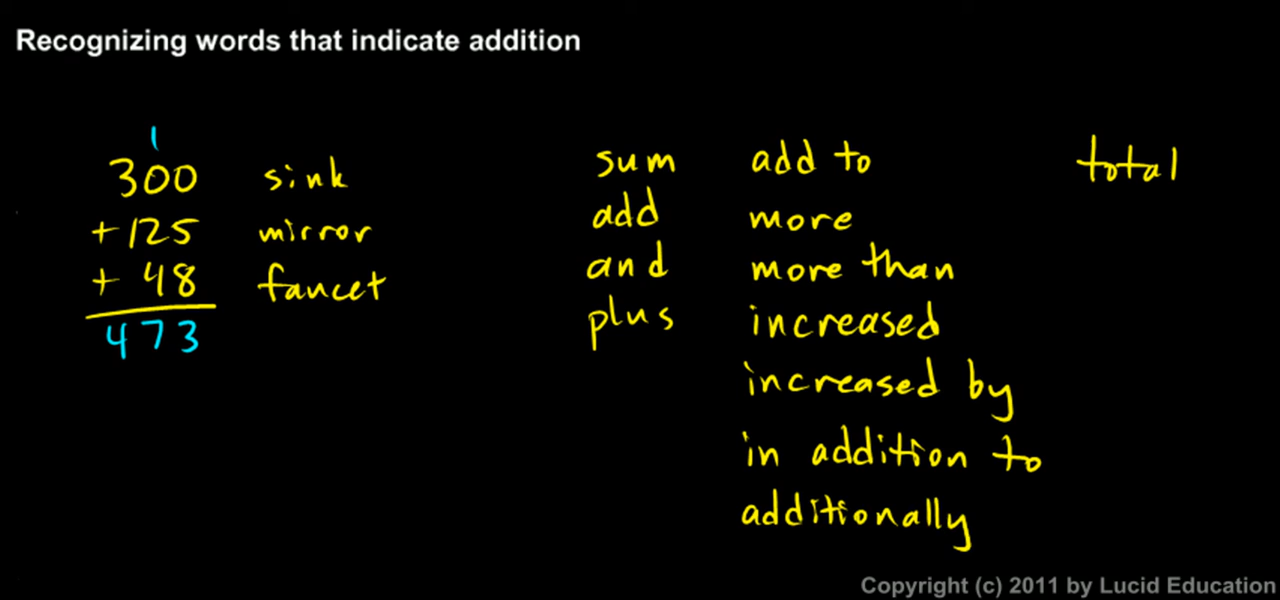 Recognizing words that indicate addition
1
300 sink
+125 mirror
+ 48 faucet
473
sum
add
and
plus
add to
more
more than
increased
increased by
in addition to
additionally
total
Copyright (c) 2011 by Lucid Education